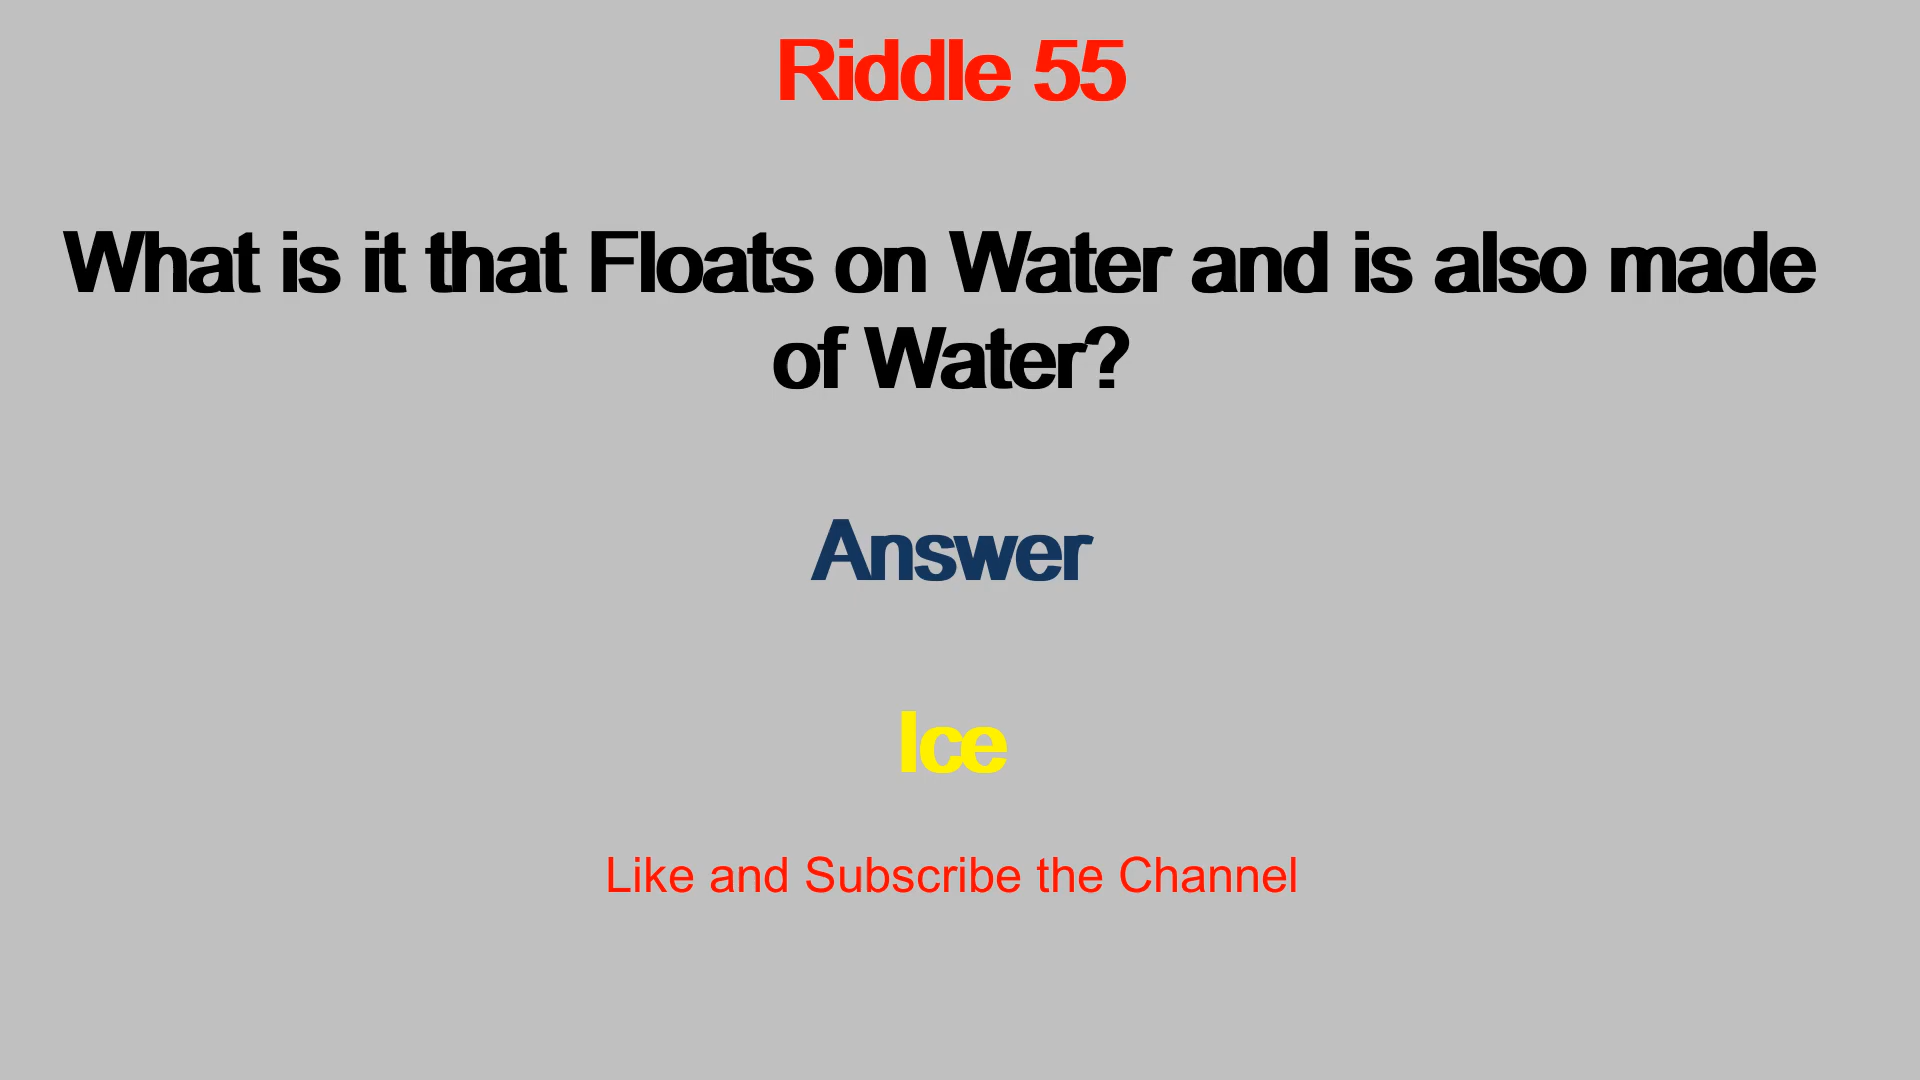 Riddle 55
What is it that Floats on Water and is also made
of Water?
Answer
Ice
Like and Subscribe the Channel